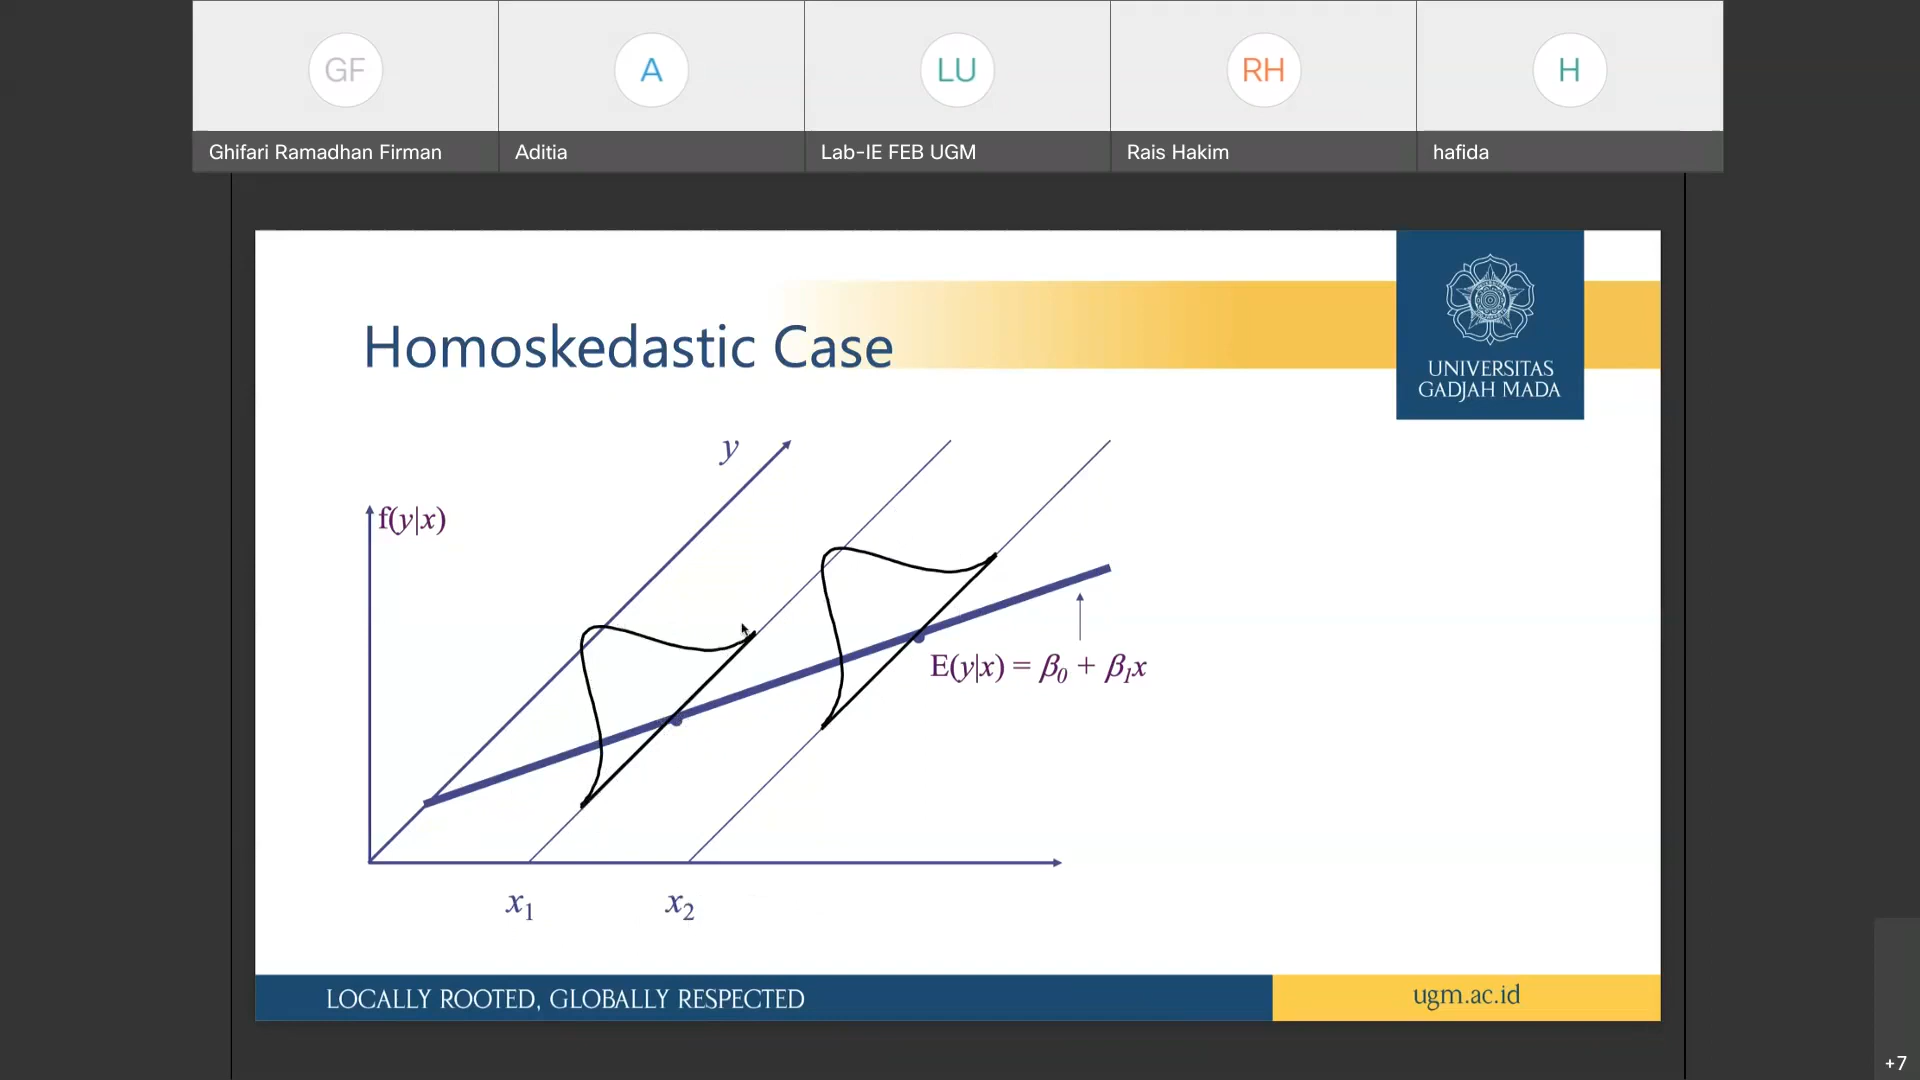 GF
A
LU
RH
H
Ghifari Ramadhan Firman
Aditia
Lab-IE FEB UGM
Rais Hakim
hafida
Homoskedastic Case
UNIVERSITAS
GADJAH MADA
y
f(y|x)
E(y|x) = β₀ + β₁x
x₁
x₂
LOCALLY ROOTED, GLOBALLY RESPECTED
ugm.ac.id
+7